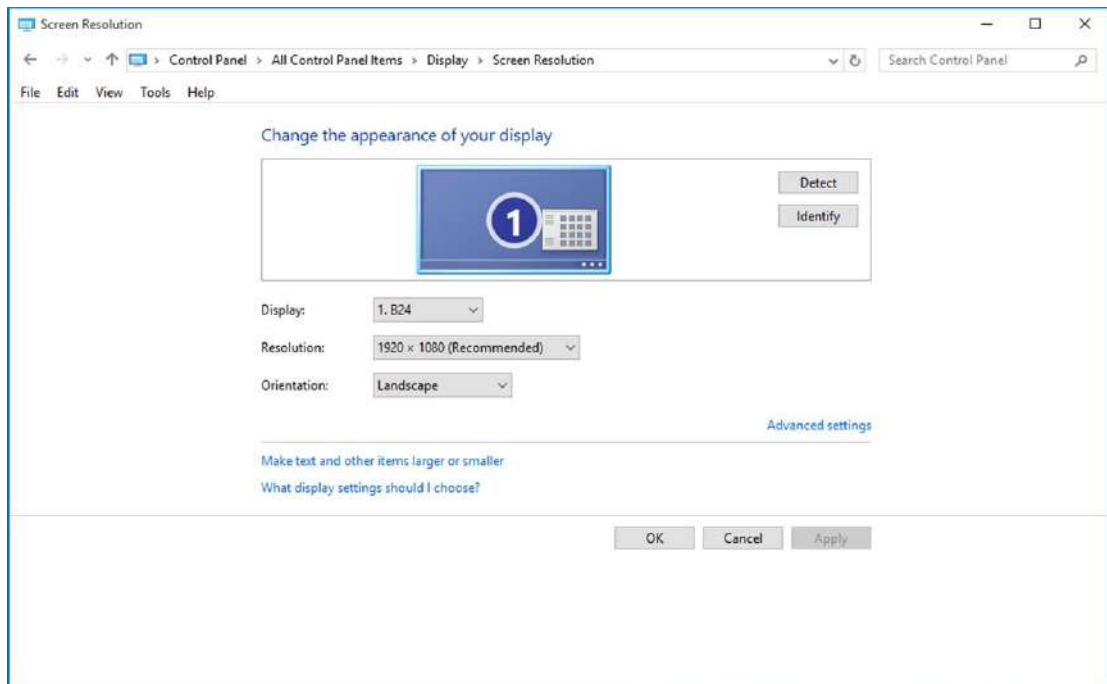 Screen Resolution
Control Panel > All Control Panel Items > Display > Screen Resolution
Search Control Panel
File Edit View Tools Help
Change the appearance of your display
1
Detect
Identify
Display: 1. B24
Resolution: 1920 × 1080 (Recommended)
Orientation: Landscape
Advanced settings
Make text and other items larger or smaller
What display settings should I choose?
OK Cancel Apply